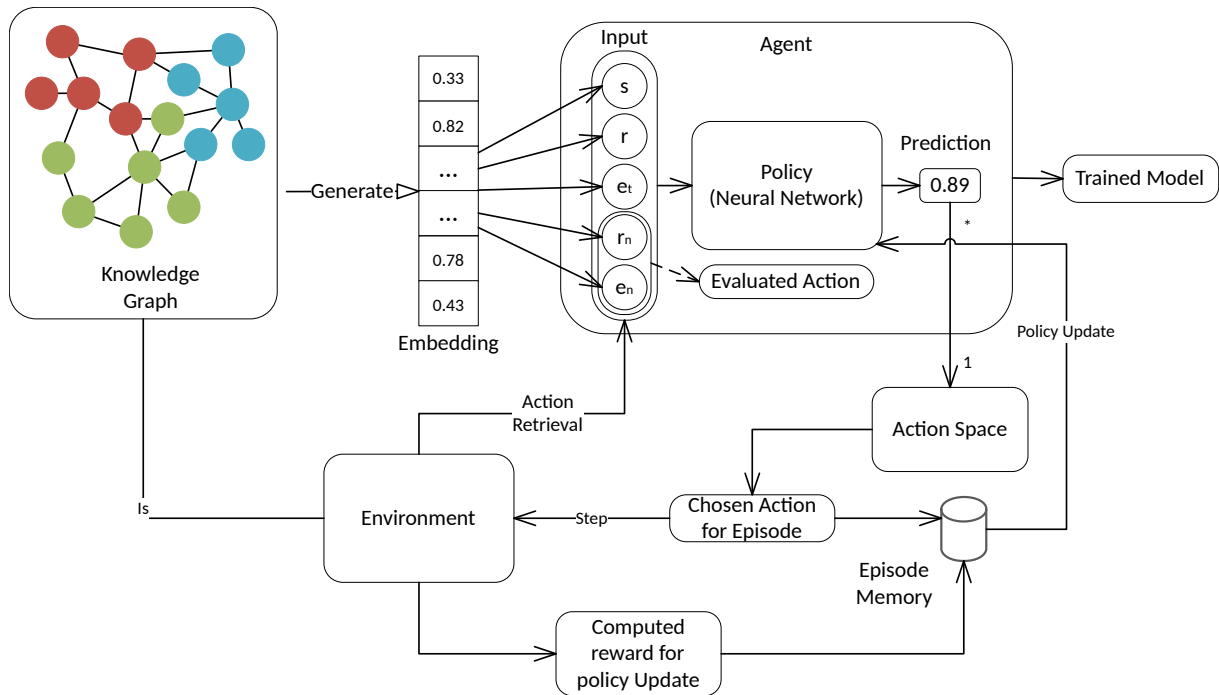 Knowledge
Graph
Generate
0.33
0.82
...
...
0.78
0.43
Embedding
Input
Agent
s
r
et
rn
en
Policy
(Neural Network)
Prediction
0.89
Trained Model
*
Evaluated Action
Policy Update
1
Action
Retrieval
Action Space
Is
Environment
Step
Chosen Action
for Episode
Episode
Memory
Computed
reward for
policy Update